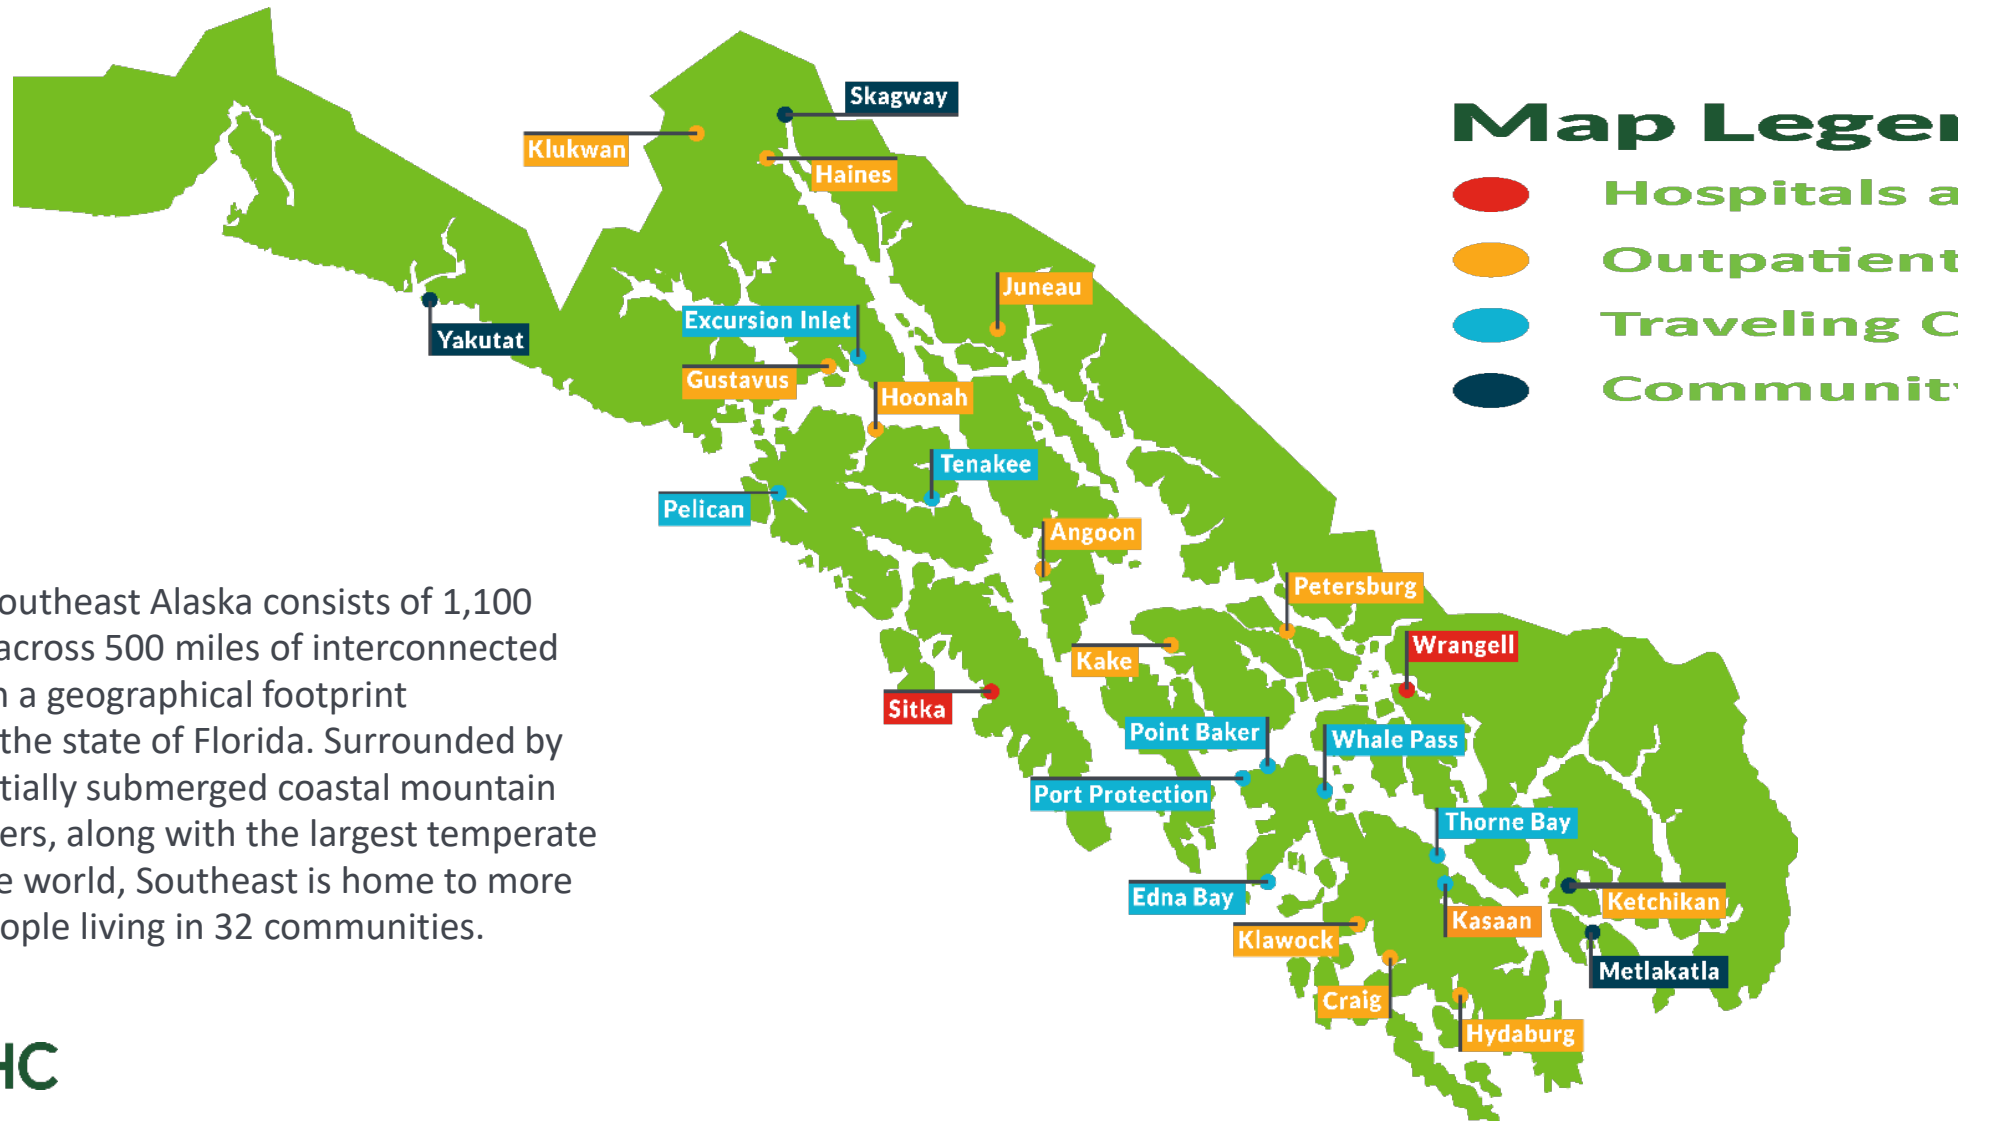 Skagway
Klukwan
Haines
Map Legen
Hospitals a
Outpatient
Traveling C
Communit
Juneau
Excursion Inlet
Yakutat
Gustavus
Hoonah
Tenakee
Pelican
Angoon
Petersburg
Wrangell
Kake
Sitka
Point Baker
Whale Pass
Port Protection
Thorne Bay
Edna Bay
Ketchikan
Kasaan
Klawock
Metlakatla
Craig
Hydaburg
outheast Alaska consists of 1,100
across 500 miles of interconnected
a geographical footprint
the state of Florida. Surrounded by
tially submerged coastal mountain
ers, along with the largest temperate
e world, Southeast is home to more
ople living in 32 communities.
HC